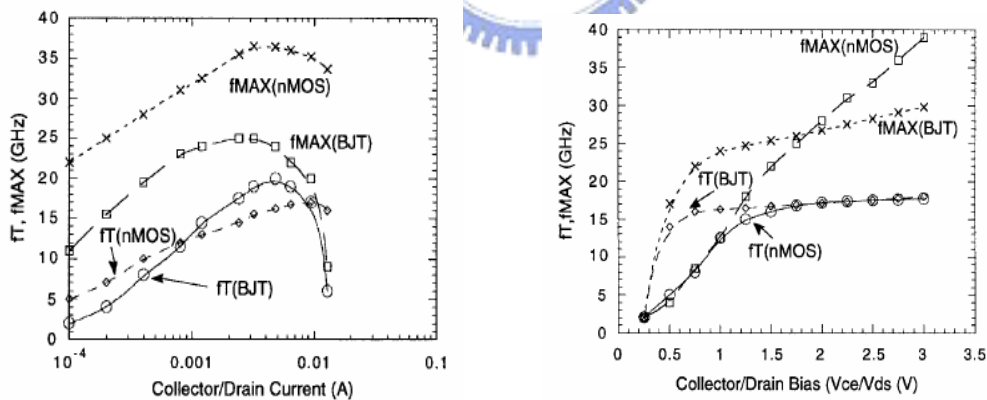 40
35
30
25
20
15
10
5
0
fT, fMAX (GHz)
fMAX(nMOS)
fMAX(BJT)
fT(nMOS)
fT(BJT)
10-4
0.001
0.01
0.1
Collector/Drain Current (A)
40
35
30
25
20
15
10
5
0
fT,fMAX (GHz)
fMAX(nMOS)
fMAX(BJT)
fT(BJT)
fT(nMOS)
0
0.5
1
1.5
2
2.5
3
3.5
Collector/Drain Bias (Vce/Vds (V)